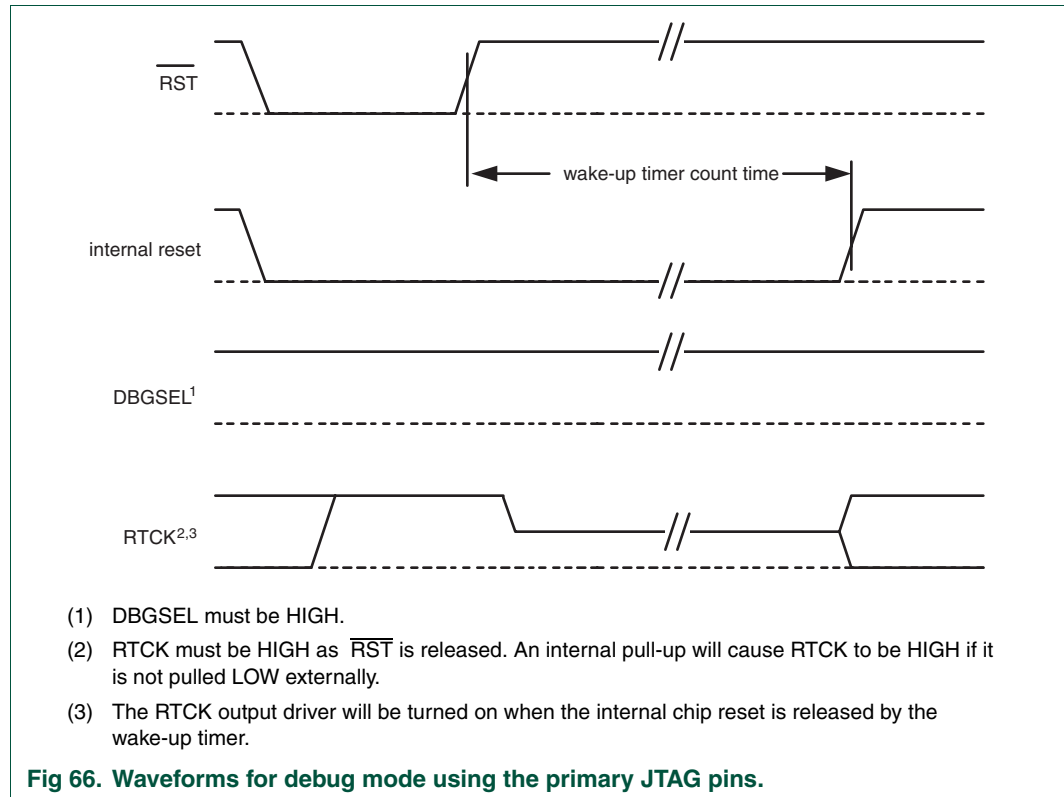 RST
wake-up timer count time
internal reset
DBGSEL1
RTCK2,3
(1) DBGSEL must be HIGH.
(2) RTCK must be HIGH as RST is released. An internal pull-up will cause RTCK to be HIGH if it
is not pulled LOW externally.
(3) The RTCK output driver will be turned on when the internal chip reset is released by the
wake-up timer.
Fig 66. Waveforms for debug mode using the primary JTAG pins.